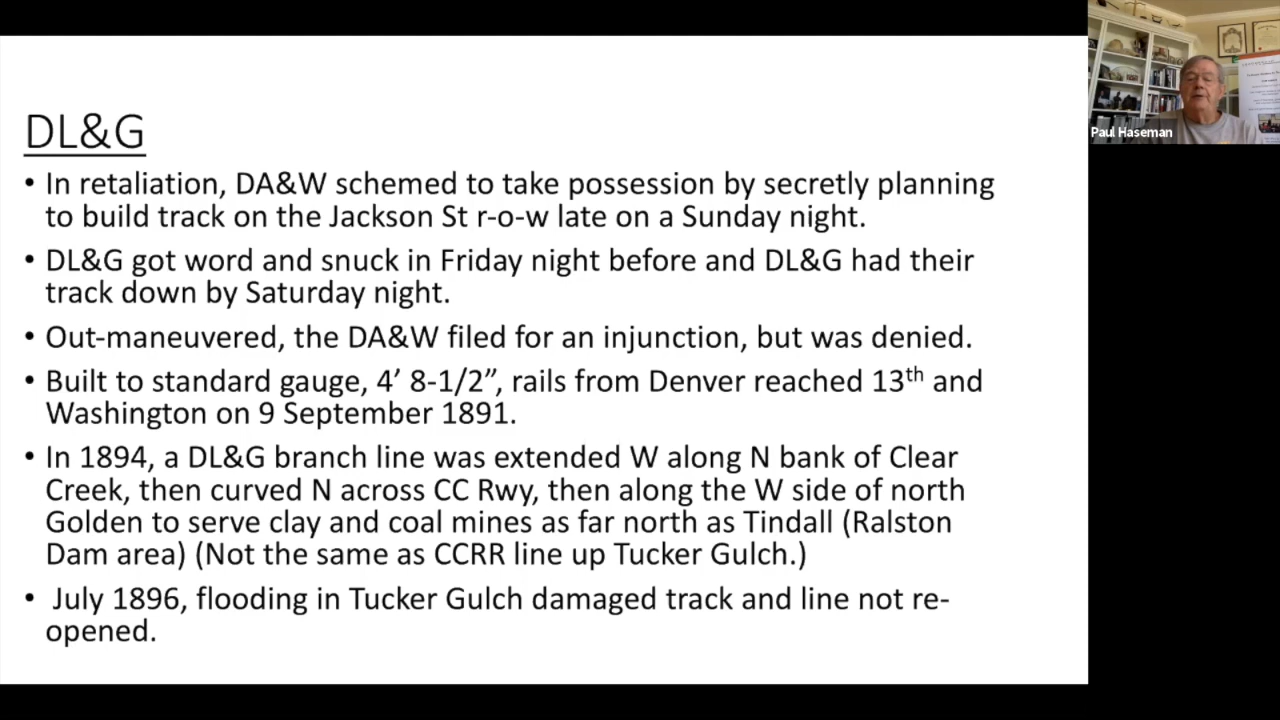 DL&G
• In retaliation, DA&W schemed to take possession by secretly planning
to build track on the Jackson St r-o-w late on a Sunday night.
• DL&G got word and snuck in Friday night before and DL&G had their
track down by Saturday night.
• Out-maneuvered, the DA&W filed for an injunction, but was denied.
• Built to standard gauge, 4’ 8-1/2”, rails from Denver reached 13th and
Washington on 9 September 1891.
• In 1894, a DL&G branch line was extended W along N bank of Clear
Creek, then curved N across CC Rwy, then along the W side of north
Golden to serve clay and coal mines as far north as Tindall (Ralston
Dam area) (Not the same as CCRR line up Tucker Gulch.)
• July 1896, flooding in Tucker Gulch damaged track and line not re-
opened.
Paul Haseman